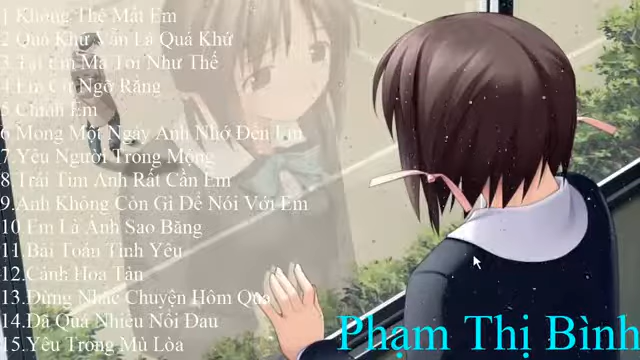 1 Không Thể Mất Em
2 Quá Khứ Vẫn Là Quá Khứ
3 Tại Em Mà Tôi Như Thế
4 Em Cứ Ngỡ Rằng
5 Chính Em
6 Mong Một Ngày Anh Nhớ Đến Em
7.Yêu Người Trong Mộng
8 Trái Tim Anh Rất Cần Em
9.Anh Không Còn Gì Để Nói Với Em
10 Em Là Ánh Sao Băng
11.Bài Toán Tình Yêu
12.Cánh Hoa Tàn
13.Đừng Nhắc Chuyện Hôm Qua
14.Đã Quá Nhiều Nỗi Đau
15.Yêu Trong Mù Lòa
Phạm Thị Bình